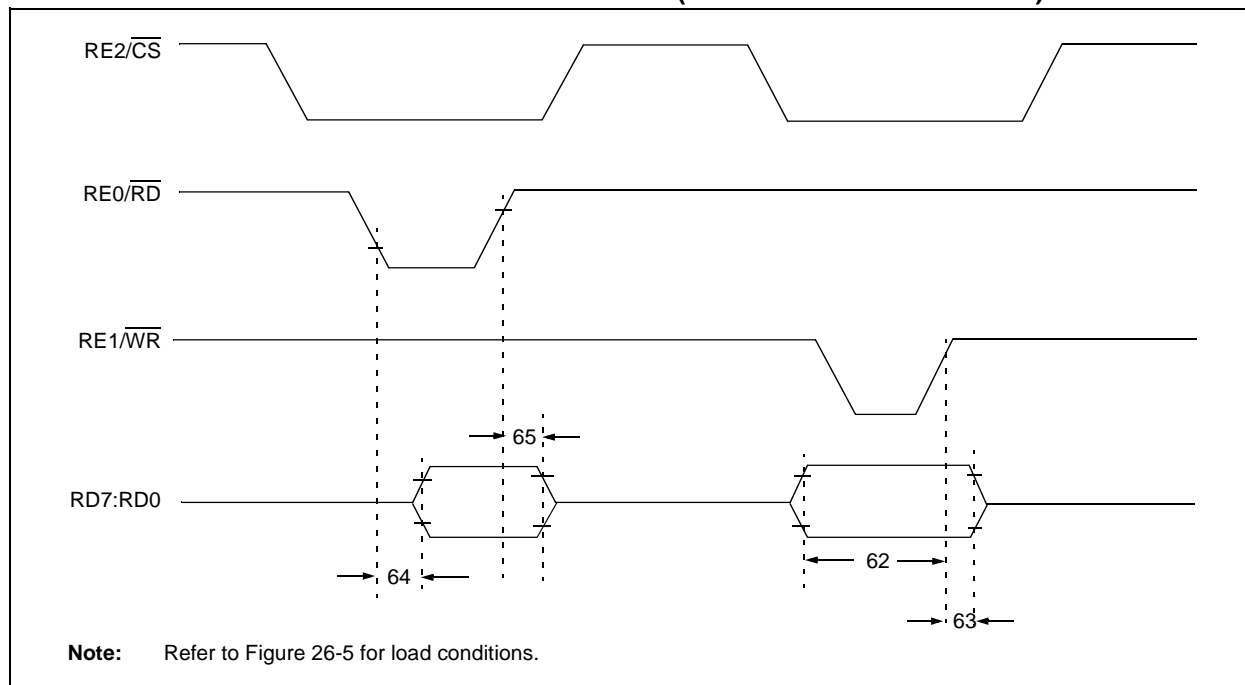 RE2/CS
RE0/RD
RE1/WR
65
RD7:RD0
62
64
63
Note: Refer to Figure 26-5 for load conditions.